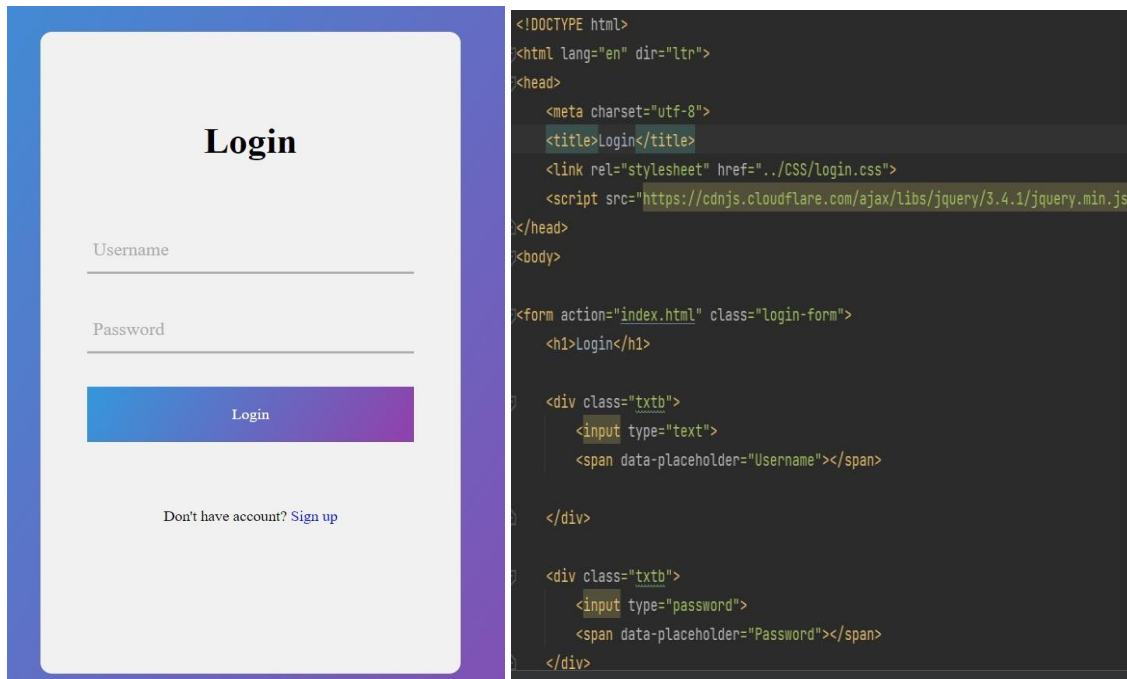 Login
Username
Password
Login
Don't have account? Sign up
<!DOCTYPE html>
<html lang="en" dir="ltr">
<head>
<meta charset="utf-8">
<title>Login</title>
<link rel="stylesheet" href="../CSS/login.css">
<script src="https://cdnjs.cloudflare.com/ajax/libs/jquery/3.4.1/jquery.min.js
</head>
<body>
<form action="index.html" class="login-form">
<h1>Login</h1>
<div class="txtb">
<input type="text">
<span data-placeholder="Username"></span>
</div>
<div class="txtb">
<input type="password">
<span data-placeholder="Password"></span>
</div>